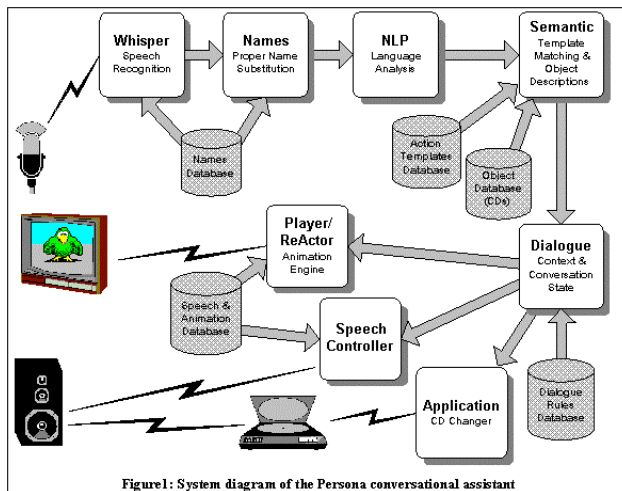 Whisper
Speech
Recognition
Names
Proper Name
Substitution
NLP
Language
Analysis
Semantic
Template
Matching &
Object
Descriptions
Names
Database
Action
Templates
Database
Object
Database
(CDs)
Player/
ReActor
Animation
Engine
Dialogue
Context &
Conversation
State
Speech &
Animation
Database
Speech
Controller
Application
CD Changer
Dialogue
Rules
Database
Figure1: System diagram of the Persona conversational assistant